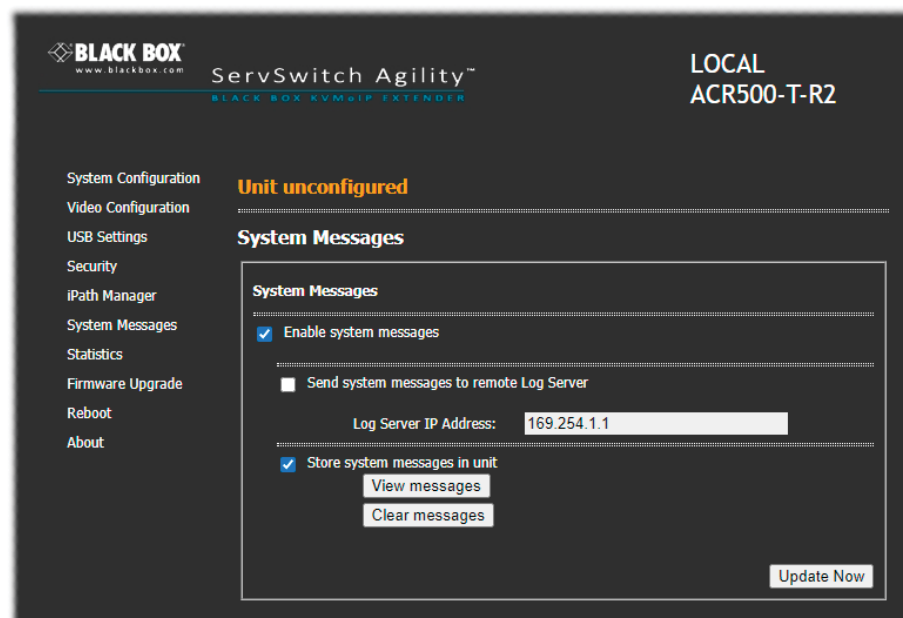 BLACK BOX
www.blackbox.com
ServSwitch Agility™
BLACK BOX KVMoIP EXTENDER
LOCAL
ACR500-T-R2
System Configuration
Video Configuration
USB Settings
Security
iPath Manager
System Messages
Statistics
Firmware Upgrade
Reboot
About
Unit unconfigured
System Messages
System Messages
Enable system messages
Send system messages to remote Log Server
Log Server IP Address: 169.254.1.1
Store system messages in unit
View messages
Clear messages
Update Now